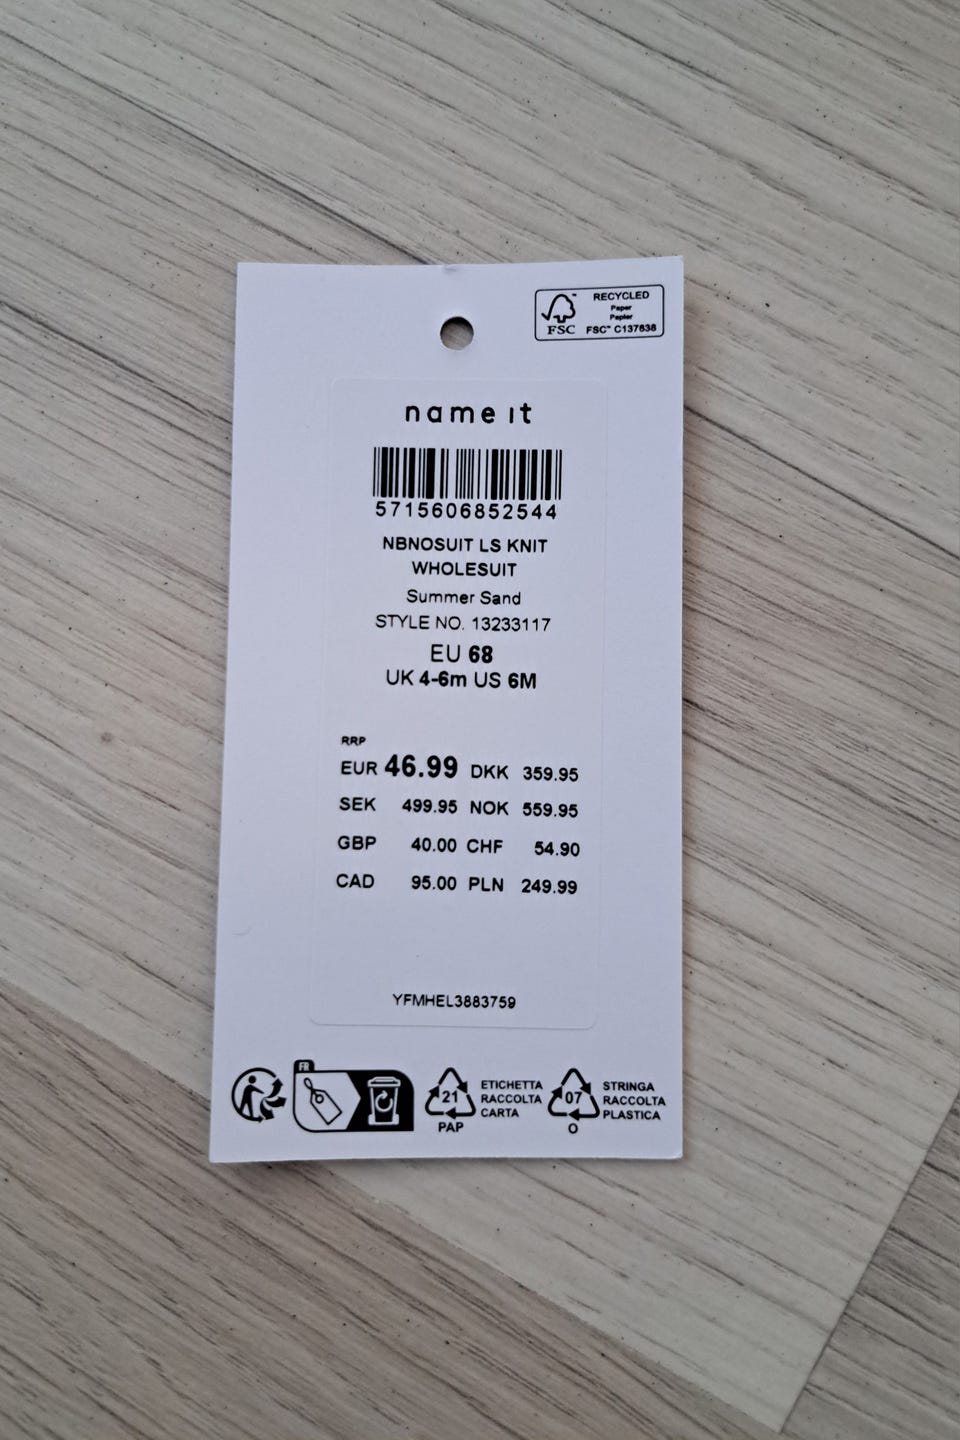 RECYCLED
Paper
Papier
FSC™ C137638
FSC
name it
5715606852544
NBNOSUIT LS KNIT
WHOLESUIT
Summer Sand
STYLE NO. 13233117
EU 68
UK 4-6m US 6M
RRP
EUR 46.99 DKK 359.95
SEK 499.95 NOK 559.95
GBP 40.00 CHF 54.90
CAD 95.00 PLN 249.99
YFMHEL3883759
FR
21
PAP
ETICHETTA
RACCOLTA
CARTA
07
O
STRINGA
RACCOLTA
PLASTICA